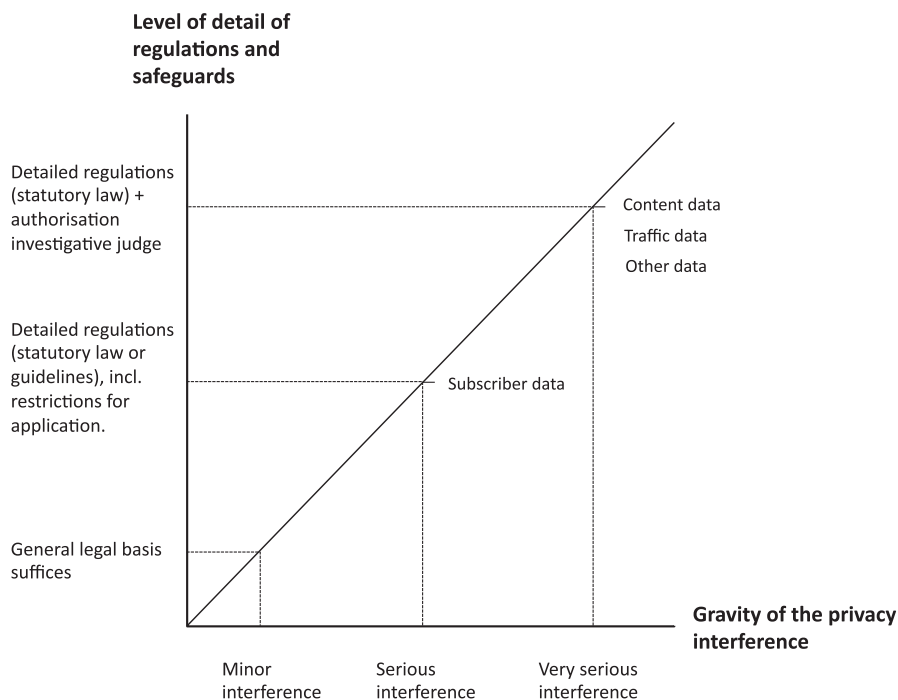 Level of detail of
regulations and
safeguards
Detailed regulations
(statutory law) +
authorisation
investigative judge
Content data
Traffic data
Other data
Detailed regulations
(statutory law or
guidelines), incl.
restrictions for
application.
Subscriber data
General legal basis
suffices
Gravity of the privacy
interference
Minor
interference
Serious
interference
Very serious
interference